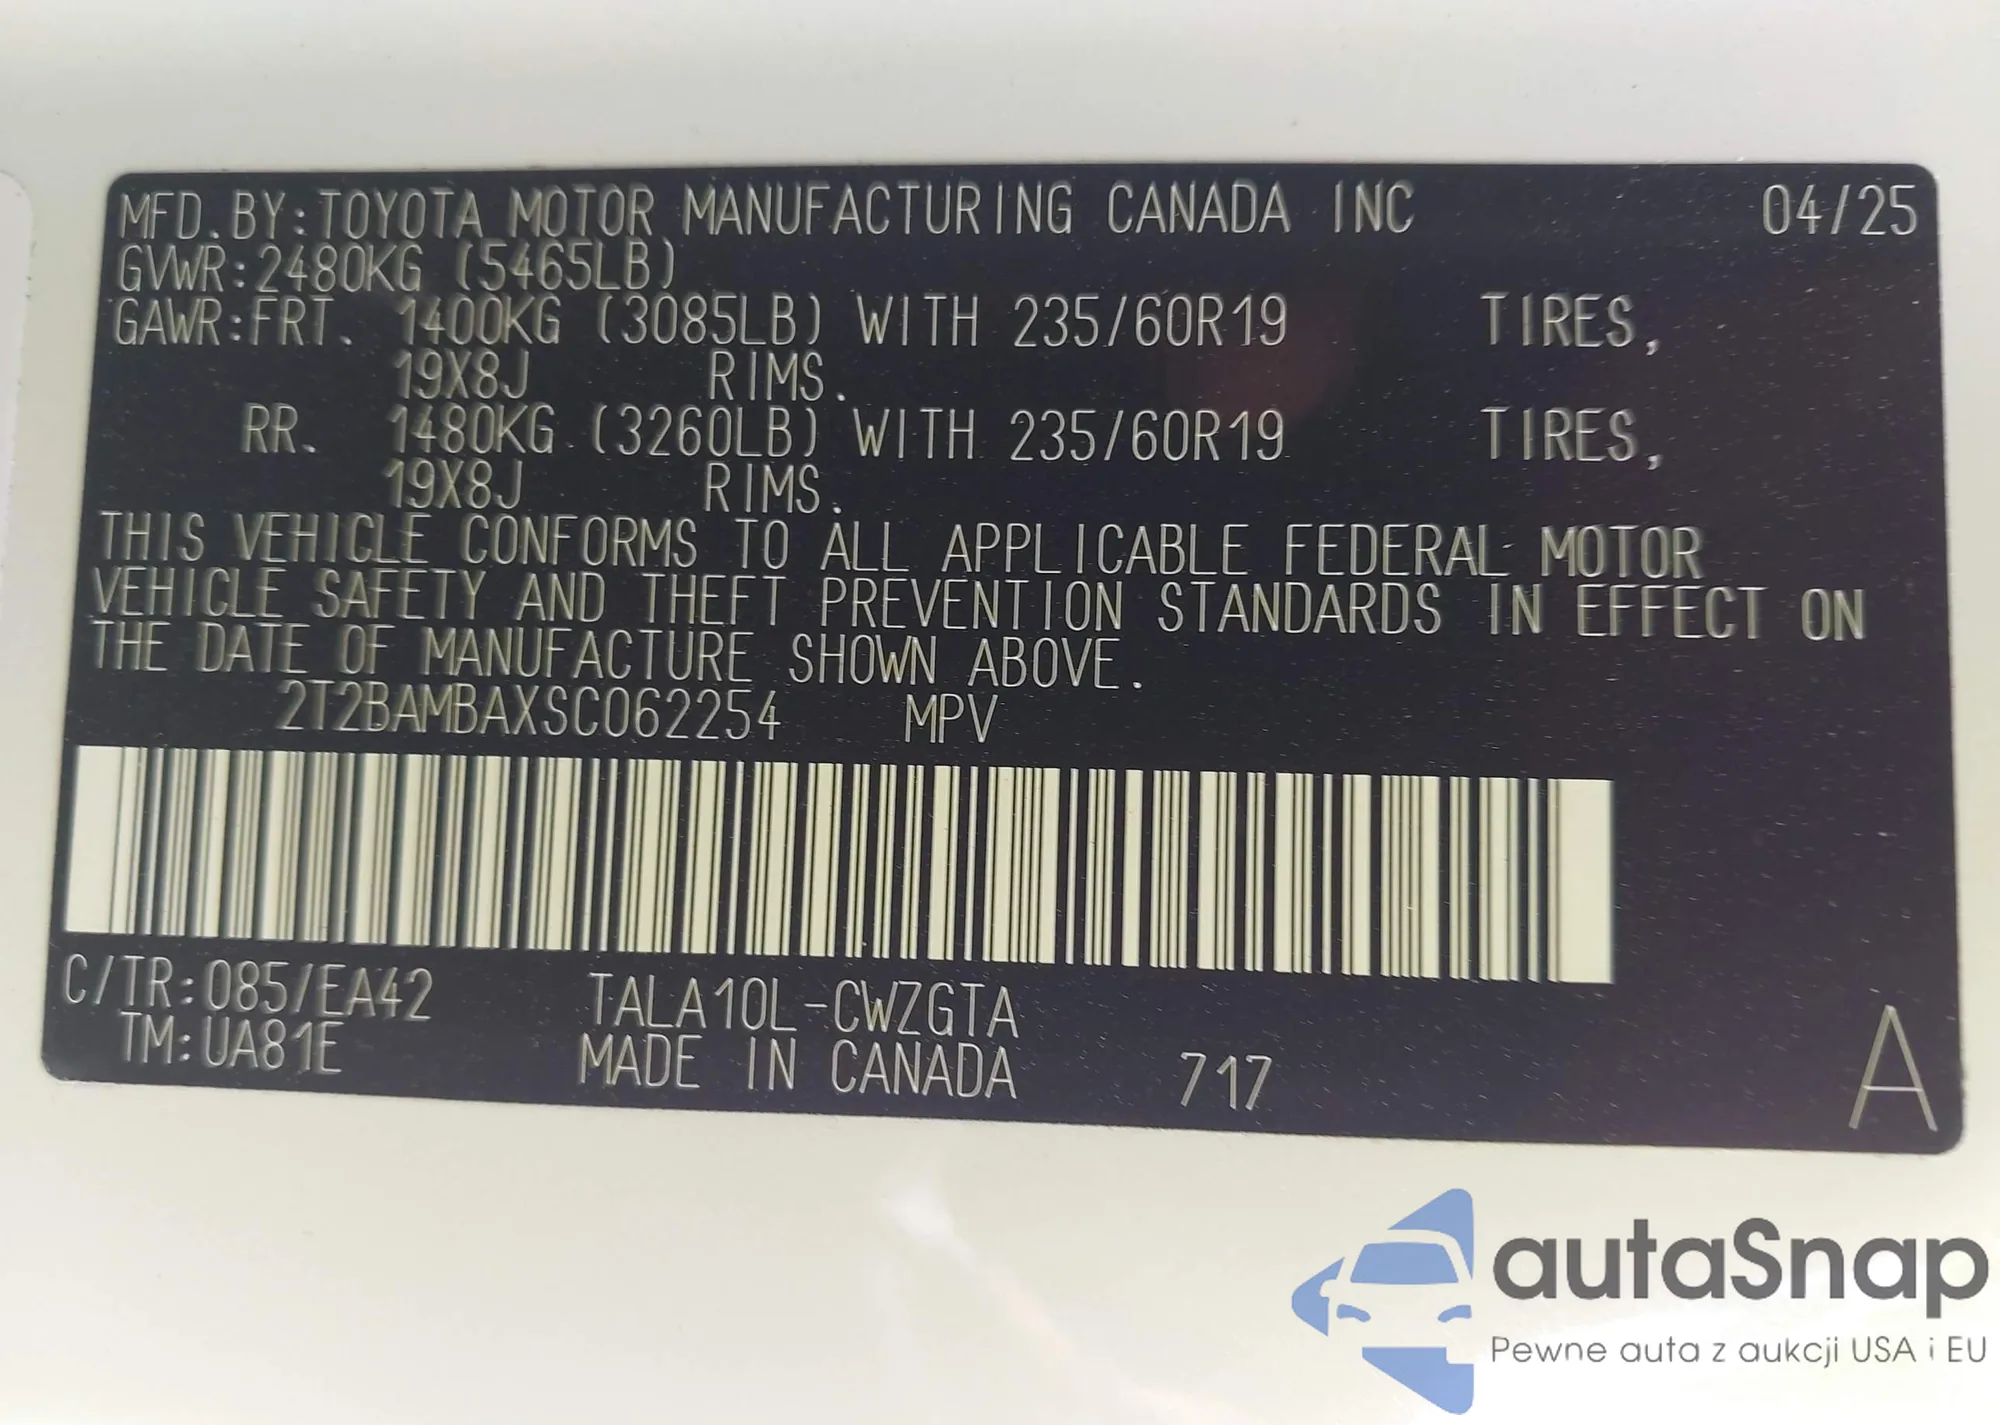 MFD.BY:TOYOTA MOTOR MANUFACTURING CANADA INC 04/25
GVWR:2480KG (5465LB)
GAWR:FRT. 1400KG (3085LB) WITH 235/60R19 TIRES,
19X8J RIMS.
RR. 1480KG (3260LB) WITH 235/60R19 TIRES,
19X8J RIMS.
THIS VEHICLE CONFORMS TO ALL APPLICABLE FEDERAL MOTOR
VEHICLE SAFETY AND THEFT PREVENTION STANDARDS IN EFFECT ON
THE DATE OF MANUFACTURE SHOWN ABOVE.
2T2BAMBAXSC062254 MPV
C/TR:085/EA42 TALA10L-CWZGTA
TM:UA81E MADE IN CANADA 717 A
autaSnap
Pewne auta z aukcji USA i EU